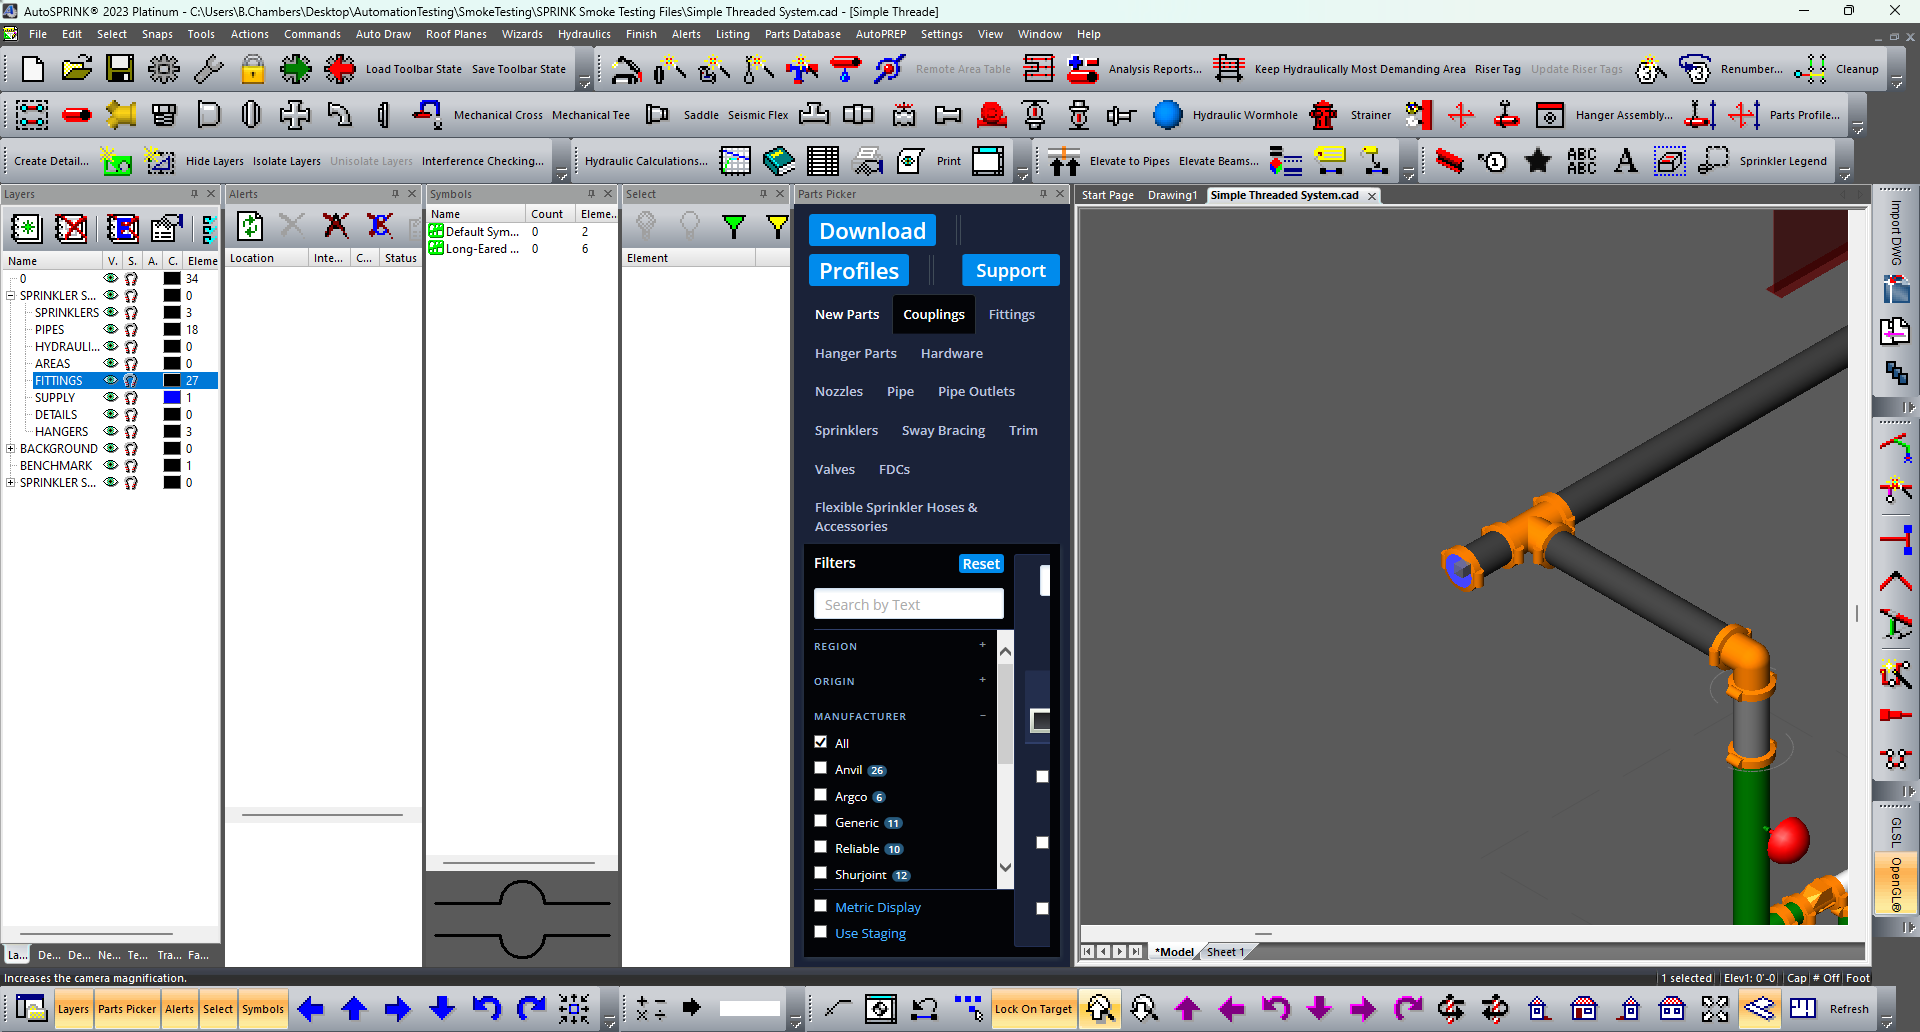 AutoSPRINK® 2023 Platinum - C:\Users\B.Chambers\Desktop\AutomationTesting\SmokeTesting\SPRINK Smoke Testing Files\Simple Threaded System.cad - [Simple Threade]
File Edit Select Snaps Tools Actions Commands Auto Draw Roof Planes Wizards Hydraulics Finish Alerts Listing Parts Database AutoPREP Settings View Window Help
Load Toolbar State Save Toolbar State Remote Area Table Analysis Reports... Keep Hydraulically Most Demanding Area Riser Tag Update Riser Tags Renumber... Cleanup
Mechanical Cross Mechanical Tee Saddle Seismic Flex Hydraulic Wormhole Strainer Hanger Assembly... Parts Profile...
Create Detail... Hide Layers Isolate Layers Unisolate Layers Interference Checking... Hydraulic Calculations... Print Elevate to Pipes Elevate Beams... ABC ABC A Sprinkler Legend
Layers
Name V. S. A. C. Eleme
0 34
SPRINKLER S... 0
SPRINKLERS 3
PIPES 18
HYDRAULI... 0
AREAS 0
FITTINGS 27
SUPPLY 1
DETAILS 0
HANGERS 3
BACKGROUND 0
BENCHMARK 1
SPRINKLER S... 0
La... De... De... Ne... Te... Tra... Fa...
Alerts
Location Inte... C... Status
Symbols
Name Count Eleme..
Default Sym... 0 2
Long-Eared ... 0 6
Select
Element
Parts Picker
Download
Profiles Support
New Parts Couplings Fittings
Hanger Parts Hardware
Nozzles Pipe Pipe Outlets
Sprinklers Sway Bracing Trim
Valves FDCs
Flexible Sprinkler Hoses &
Accessories
Filters Reset
Search by Text
REGION +
ORIGIN +
MANUFACTURER −
All
Anvil 26
Argco 6
Generic 11
Reliable 10
Shurjoint 12
Metric Display
Use Staging
Start Page Drawing1 Simple Threaded System.cad
*Model Sheet 1
Import DWG
GLSL
OpenGL®
Increases the camera magnification.
1 selected Elev1: 0'-0 Cap # Off Foot
Layers Parts Picker Alerts Select Symbols Lock On Target Refresh